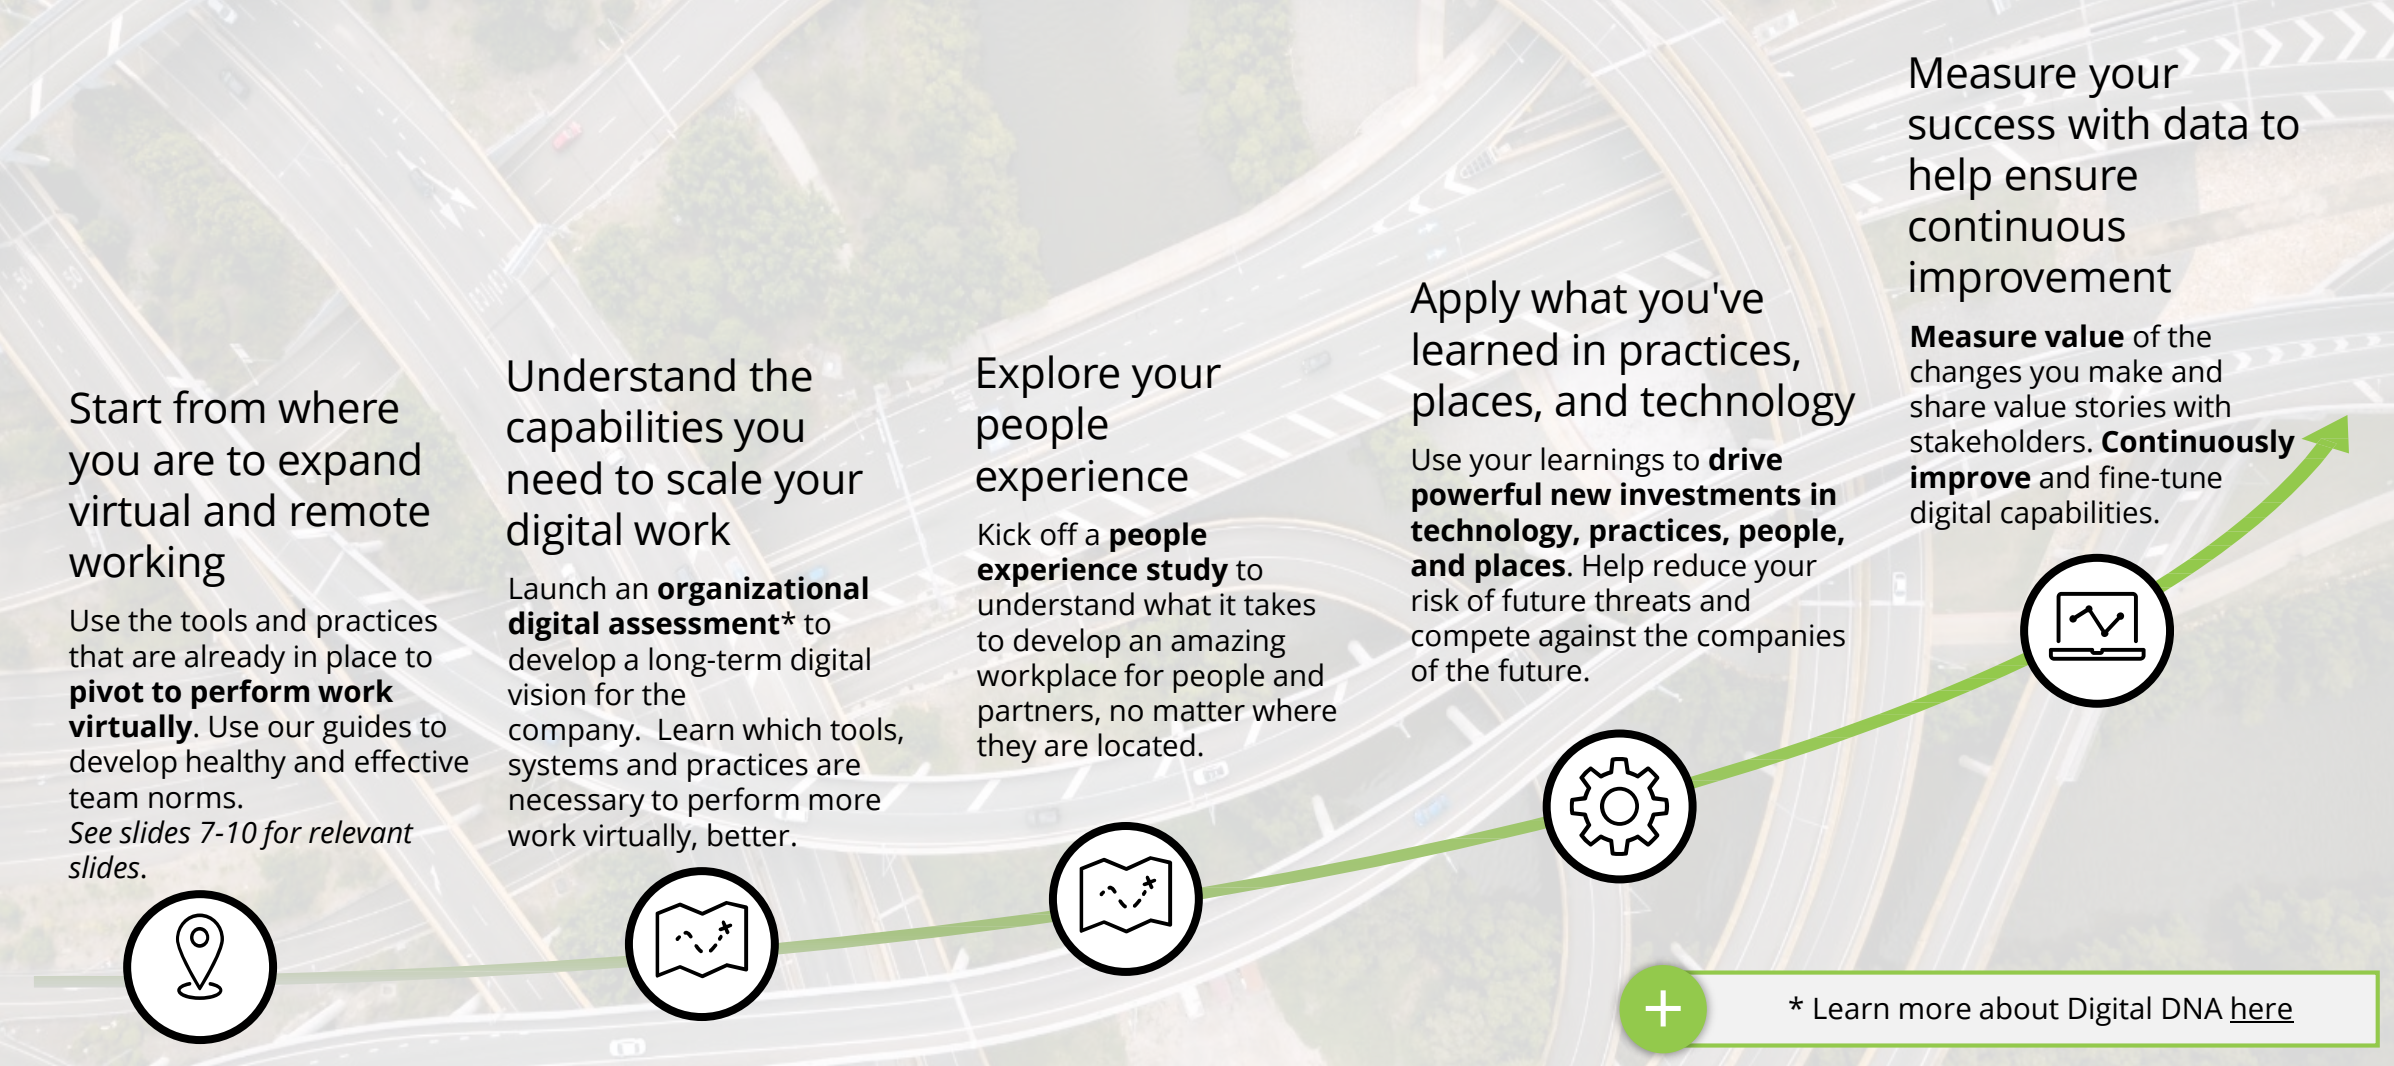 Start from where
you are to expand
virtual and remote
working
Use the tools and practices
that are already in place to
pivot to perform work
virtually. Use our guides to
develop healthy and effective
team norms.
See slides 7-10 for relevant
slides.
Understand the
capabilities you
need to scale your
digital work
Launch an organizational
digital assessment* to
develop a long-term digital
vision for the
company.  Learn which tools,
systems and practices are
necessary to perform more
work virtually, better.
Explore your
people
experience
Kick off a people
experience study to
understand what it takes
to develop an amazing
workplace for people and
partners, no matter where
they are located.
Apply what you've
learned in practices,
places, and technology
Use your learnings to drive
powerful new investments in
technology, practices, people,
and places. Help reduce your
risk of future threats and
compete against the companies
of the future.
Measure your
success with data to
help ensure
continuous
improvement
Measure value of the
changes you make and
share value stories with
stakeholders. Continuously
improve and fine-tune
digital capabilities.
* Learn more about Digital DNA here